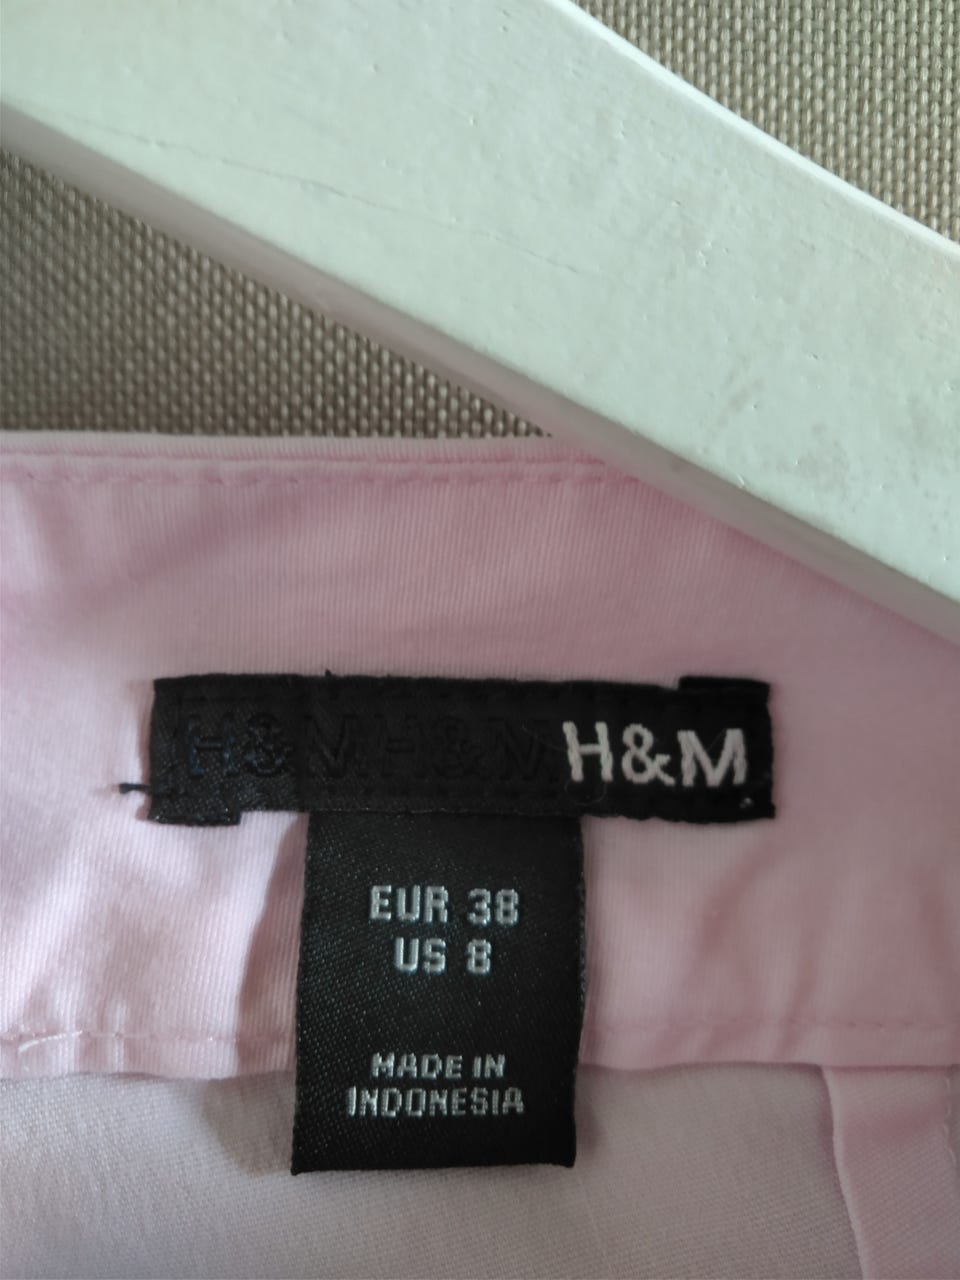 H&M H&M H&M
EUR 38
US 8
MADE IN
INDONESIA